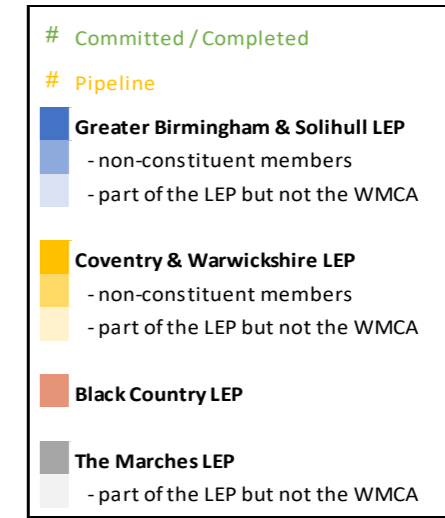 # Committed / Completed
# Pipeline
Greater Birmingham & Solihull LEP
- non-constituent members
- part of the LEP but not the WMCA
Coventry & Warwickshire LEP
- non-constituent members
- part of the LEP but not the WMCA
Black Country LEP
The Marches LEP
- part of the LEP but not the WMCA